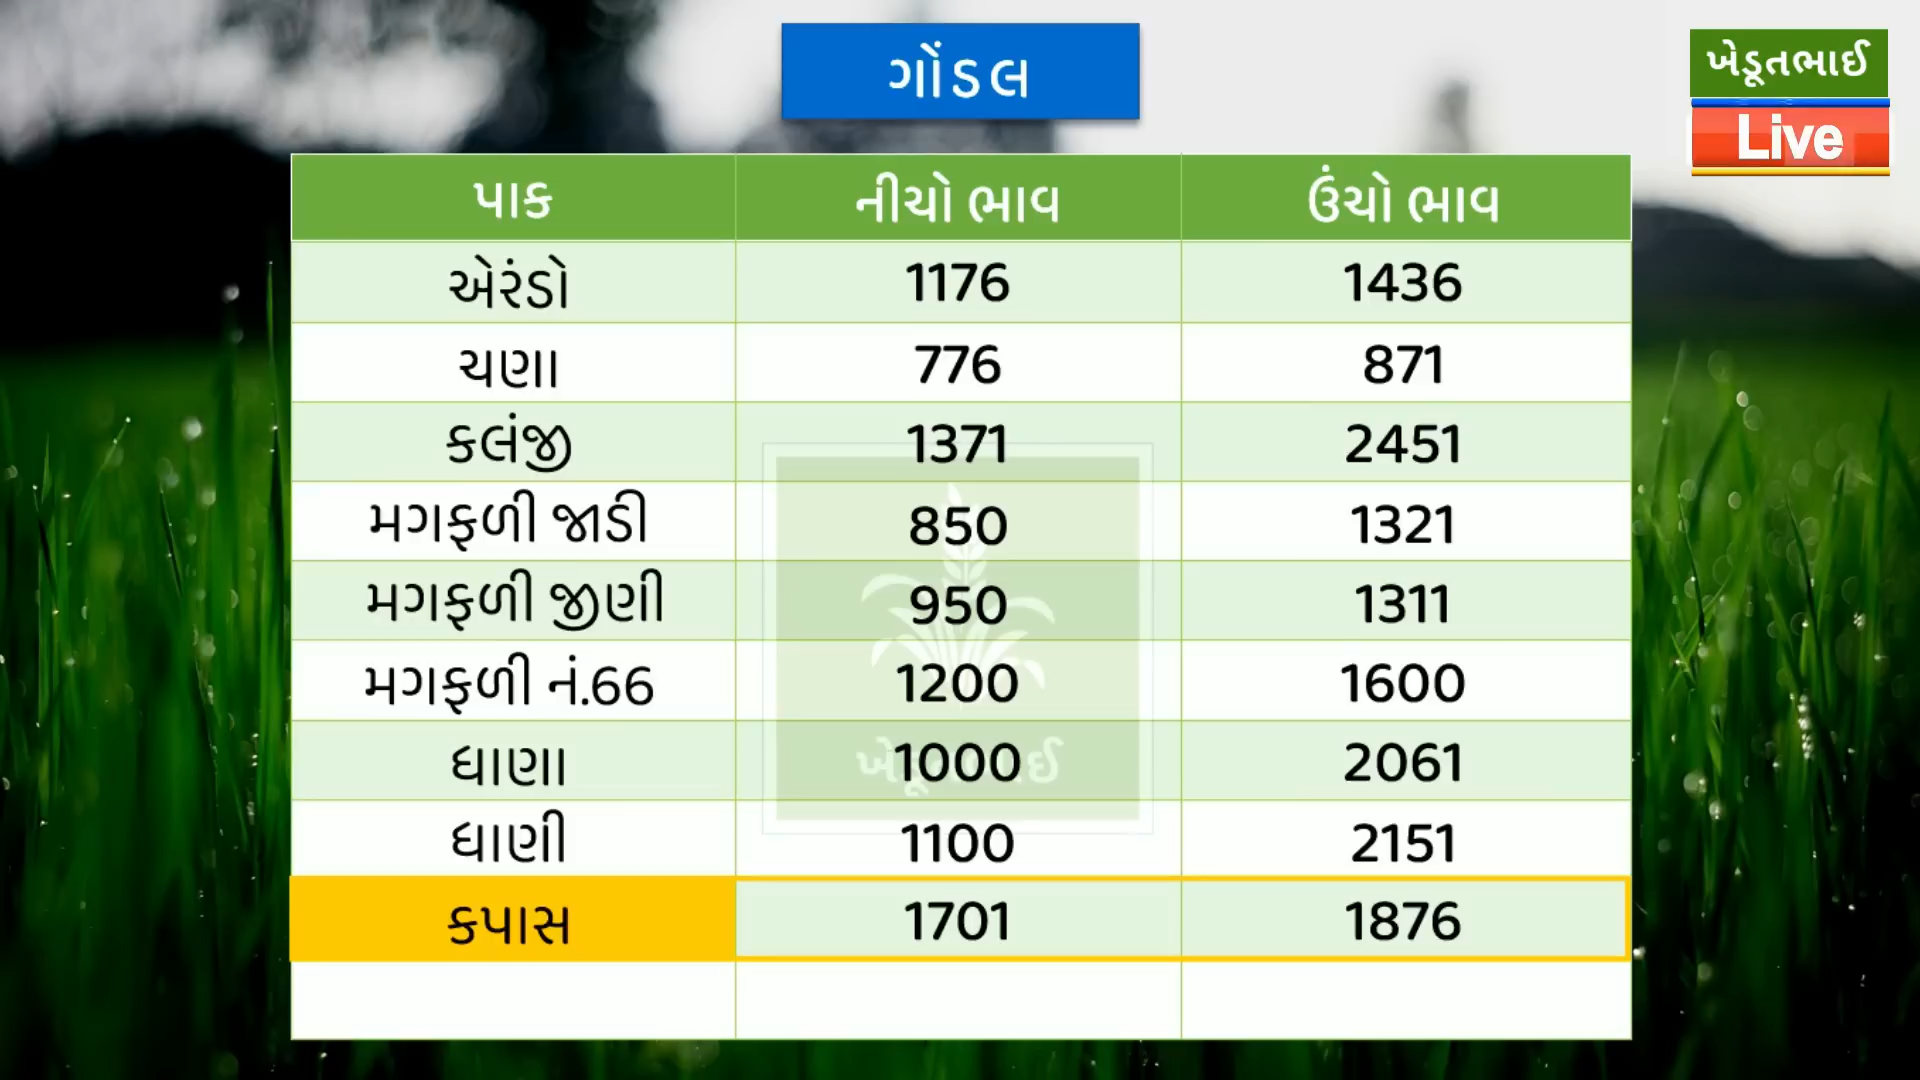 ગોંડલ
ખેડૂતભાઈ
Live
પાક નીચો ભાવ ઉંચો ભાવ
એરંડો 1176 1436
ચણા 776 871
કલંજી 1371 2451
મગફળી જાડી 850 1321
મગફળી જીણી 950 1311
મગફળી નં.66 1200 1600
ધાણા 1000 2061
ધાણી 1100 2151
કપાસ 1701 1876